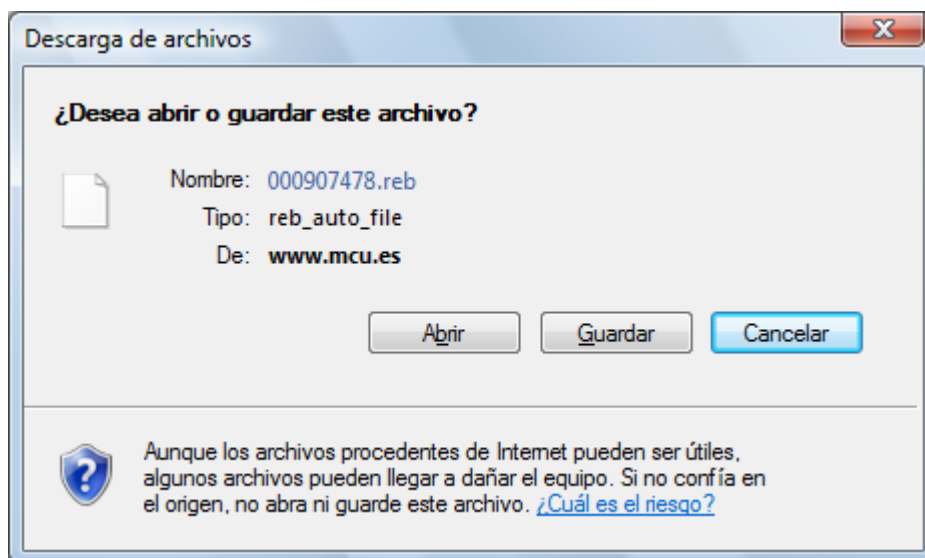 Descarga de archivos
¿Desea abrir o guardar este archivo?
Nombre: 000907478.reb
Tipo: reb_auto_file
De: www.mcu.es
Abrir Guardar Cancelar
Aunque los archivos procedentes de Internet pueden ser útiles,
algunos archivos pueden llegar a dañar el equipo. Si no confía en
el origen, no abra ni guarde este archivo. ¿Cuál es el riesgo?